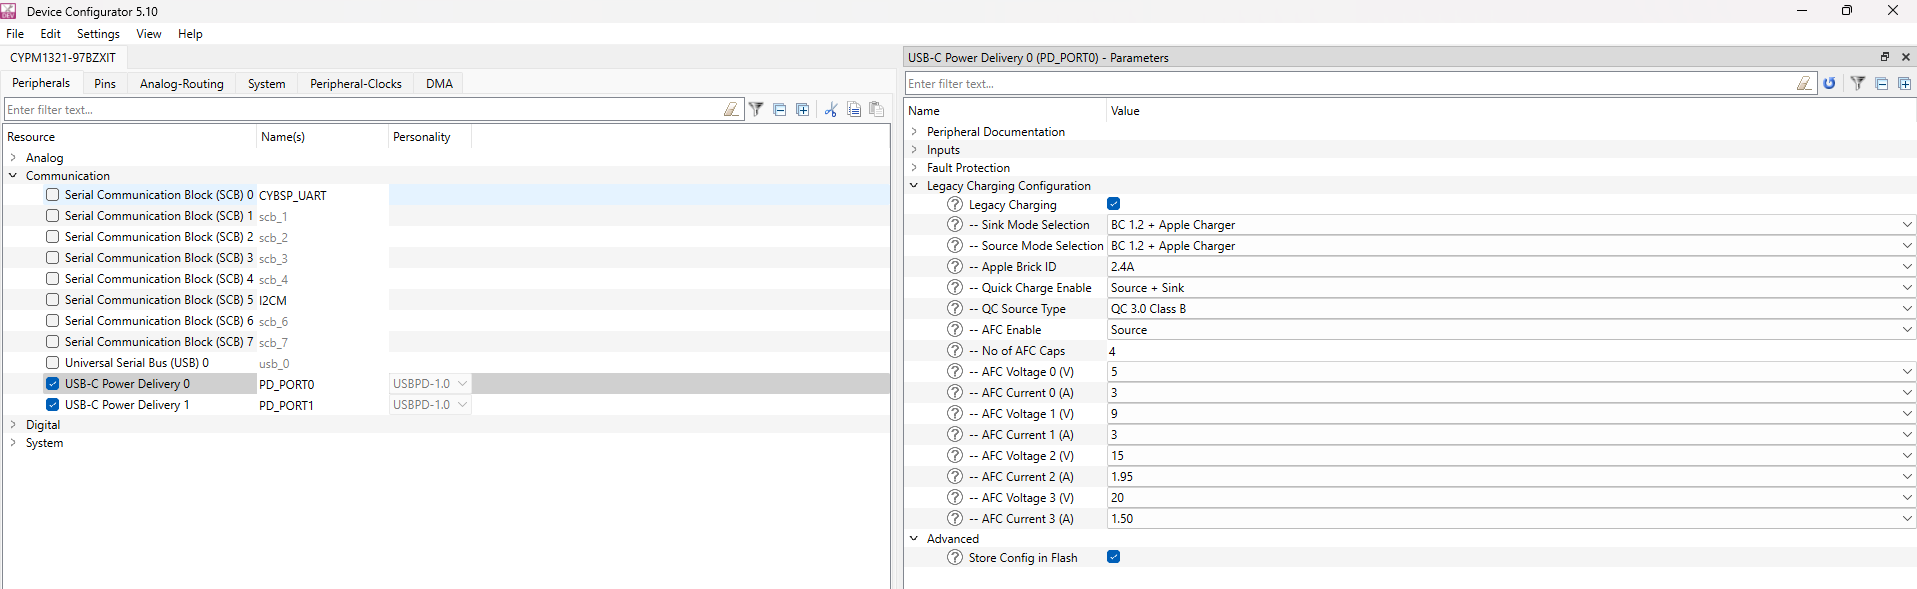 Device Configurator 5.10
File Edit Settings View Help
CYPM1321-97BZXIT
Peripherals Pins Analog-Routing System Peripheral-Clocks DMA
Enter filter text...
Resource Name(s) Personality
Analog
Communication
Serial Communication Block (SCB) 0 CYBSP_UART
Serial Communication Block (SCB) 1 scb_1
Serial Communication Block (SCB) 2 scb_2
Serial Communication Block (SCB) 3 scb_3
Serial Communication Block (SCB) 4 scb_4
Serial Communication Block (SCB) 5 I2CM
Serial Communication Block (SCB) 6 scb_6
Serial Communication Block (SCB) 7 scb_7
Universal Serial Bus (USB) 0 usb_0
USB-C Power Delivery 0 PD_PORT0 USBPD-1.0
USB-C Power Delivery 1 PD_PORT1 USBPD-1.0
Digital
System
USB-C Power Delivery 0 (PD_PORT0) - Parameters
Enter filter text...
Name Value
Peripheral Documentation
Inputs
Fault Protection
Legacy Charging Configuration
? Legacy Charging
? -- Sink Mode Selection BC 1.2 + Apple Charger
? -- Source Mode Selection BC 1.2 + Apple Charger
? -- Apple Brick ID 2.4A
? -- Quick Charge Enable Source + Sink
? -- QC Source Type QC 3.0 Class B
? -- AFC Enable Source
? -- No of AFC Caps 4
? -- AFC Voltage 0 (V) 5
? -- AFC Current 0 (A) 3
? -- AFC Voltage 1 (V) 9
? -- AFC Current 1 (A) 3
? -- AFC Voltage 2 (V) 15
? -- AFC Current 2 (A) 1.95
? -- AFC Voltage 3 (V) 20
? -- AFC Current 3 (A) 1.50
Advanced
? Store Config in Flash